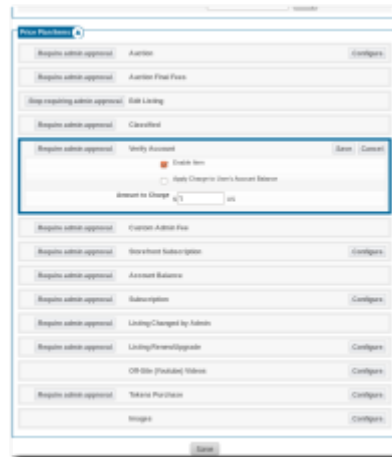 Price Plan Items
Require admin approval Auction Configure
Require admin approval Auction Final Fees
Stop requiring admin approval Edit Listing
Require admin approval Classified
Require admin approval Verify Account Save Cancel
Enable Item
Apply Charge to User's Account Balance
Amount to Charge $
Require admin approval Custom Admin Fee
Require admin approval Storefront Subscription Configure
Require admin approval Account Balance
Require admin approval Subscription Configure
Require admin approval Listing Changed by Admin
Require admin approval Listing Renew/Upgrade Configure
Off-Site (Youtube) Videos Configure
Require admin approval Tokens Purchase Configure
Images Configure
Save